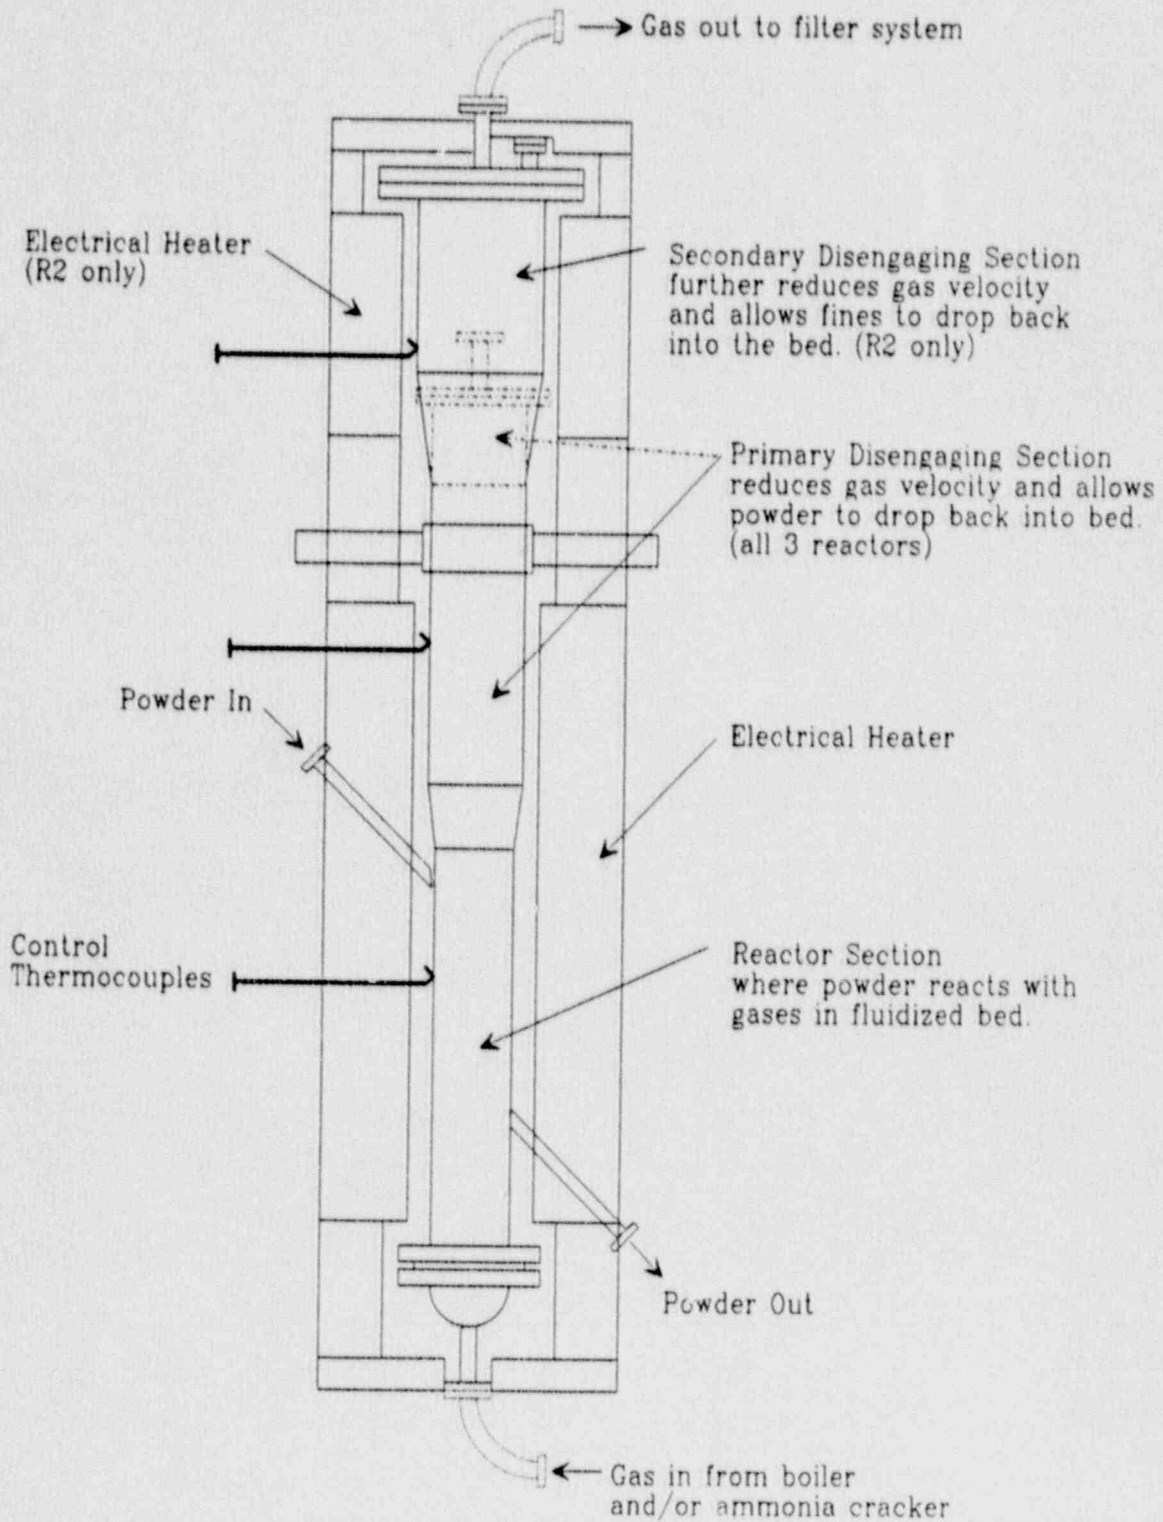 Gas out to filter system
Electrical Heater
(R2 only)
Secondary Disengaging Section
further reduces gas velocity
and allows fines to drop back
into the bed. (R2 only)
Primary Disengaging Section
reduces gas velocity and allows
powder to drop back into bed.
(all 3 reactors)
Powder In
Electrical Heater
Control
Thermocouples
Reactor Section
where powder reacts with
gases in fluidized bed.
Powder Out
Gas in from boiler
and/or ammonia cracker